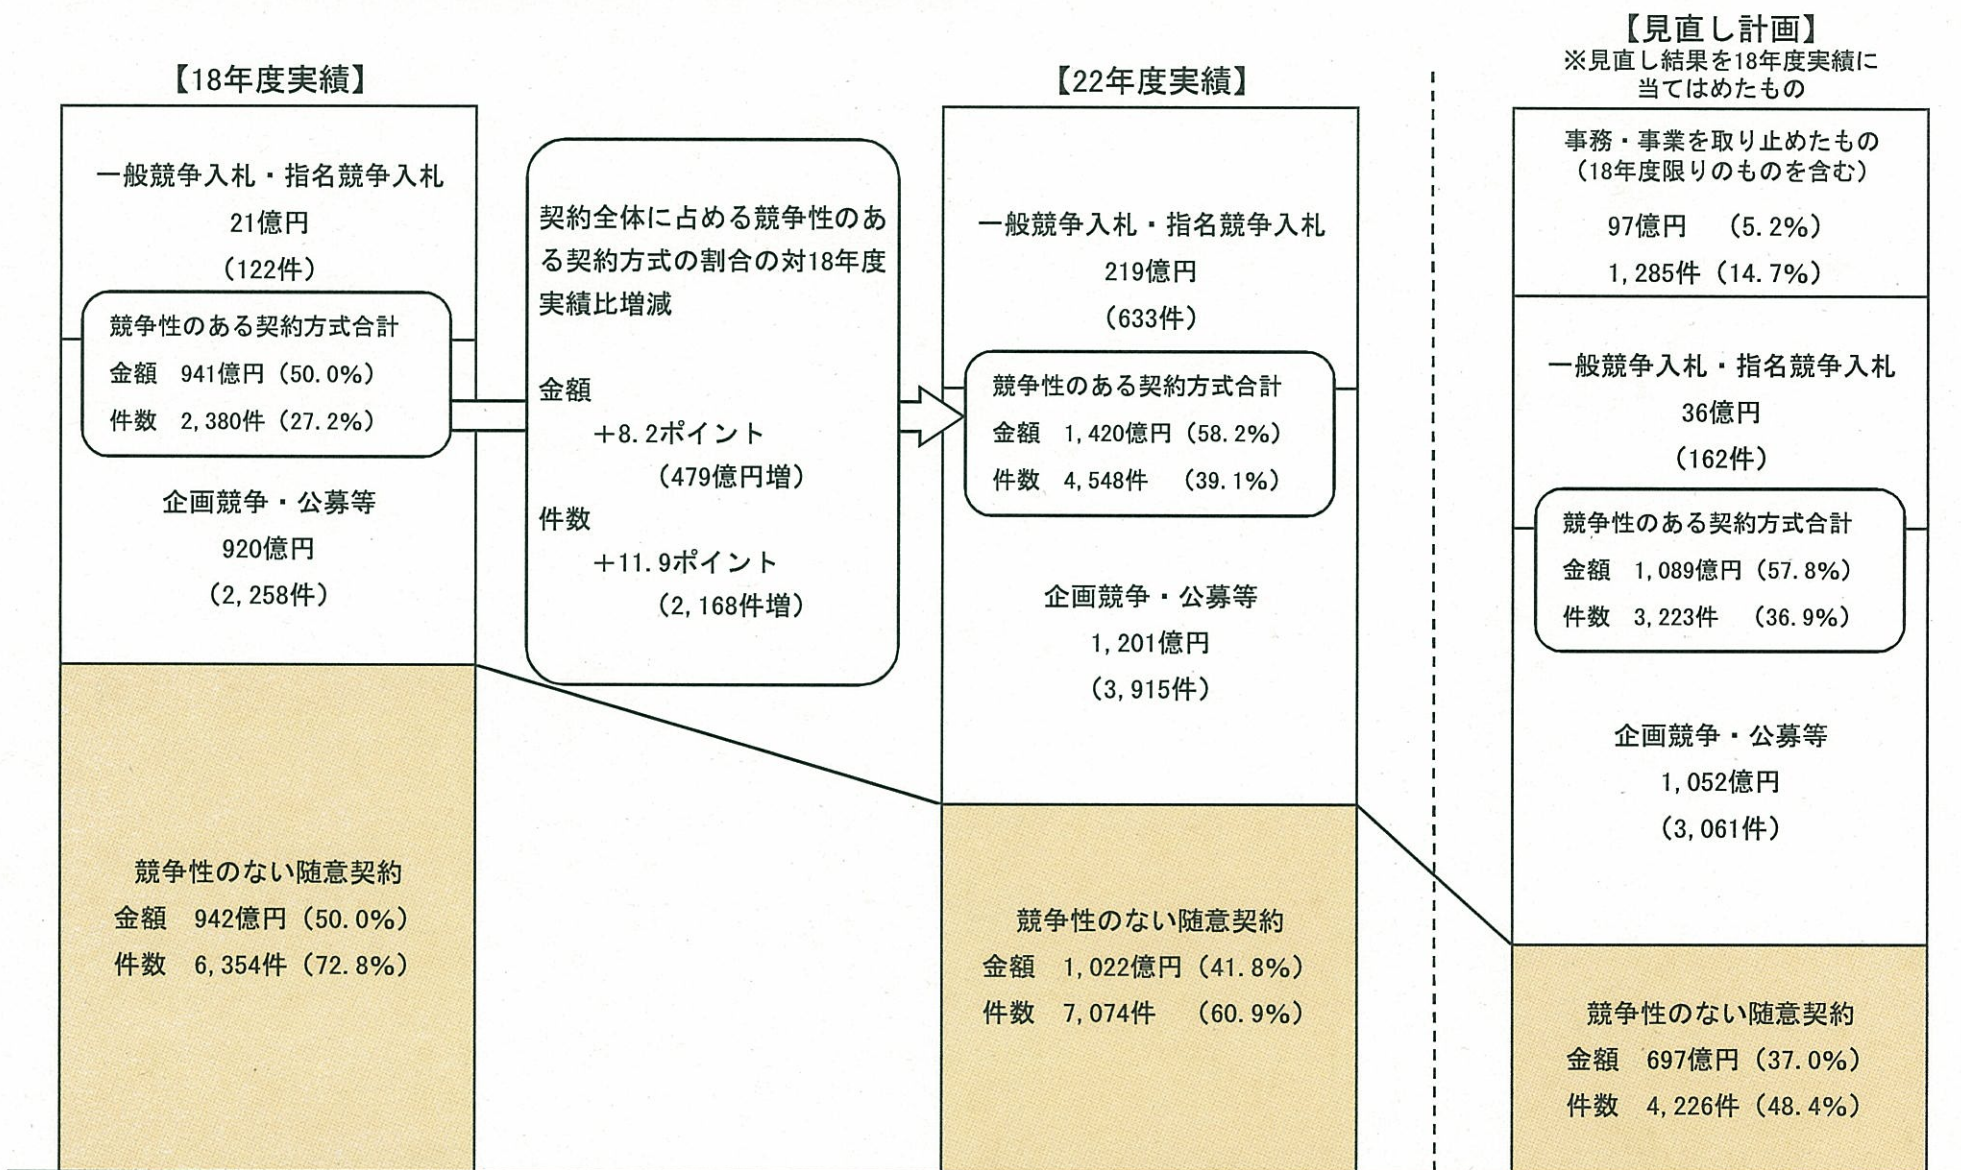 【18年度実績】
一般競争入札・指名競争入札
21億円
(122件)
競争性のある契約方式合計
金額 941億円(50.0%)
件数 2,380件(27.2%)
企画競争・公募等
920億円
(2,258件)
競争性のない随意契約
金額 942億円(50.0%)
件数 6,354件(72.8%)
契約全体に占める競争性のあ
る契約方式の割合の対18年度
実績比増減
金額
+8.2ポイント
(479億円増)
件数
+11.9ポイント
(2,168件増)
【22年度実績】
一般競争入札・指名競争入札
219億円
(633件)
競争性のある契約方式合計
金額 1,420億円(58.2%)
件数 4,548件 (39.1%)
企画競争・公募等
1,201億円
(3,915件)
競争性のない随意契約
金額 1,022億円(41.8%)
件数 7,074件 (60.9%)
【見直し計画】
※見直し結果を18年度実績に
当てはめたもの
事務・事業を取り止めたもの
(18年度限りのものを含む)
97億円 (5.2%)
1,285件(14.7%)
一般競争入札・指名競争入札
36億円
(162件)
競争性のある契約方式合計
金額 1,089億円(57.8%)
件数 3,223件 (36.9%)
企画競争・公募等
1,052億円
(3,061件)
競争性のない随意契約
金額 697億円(37.0%)
件数 4,226件(48.4%)